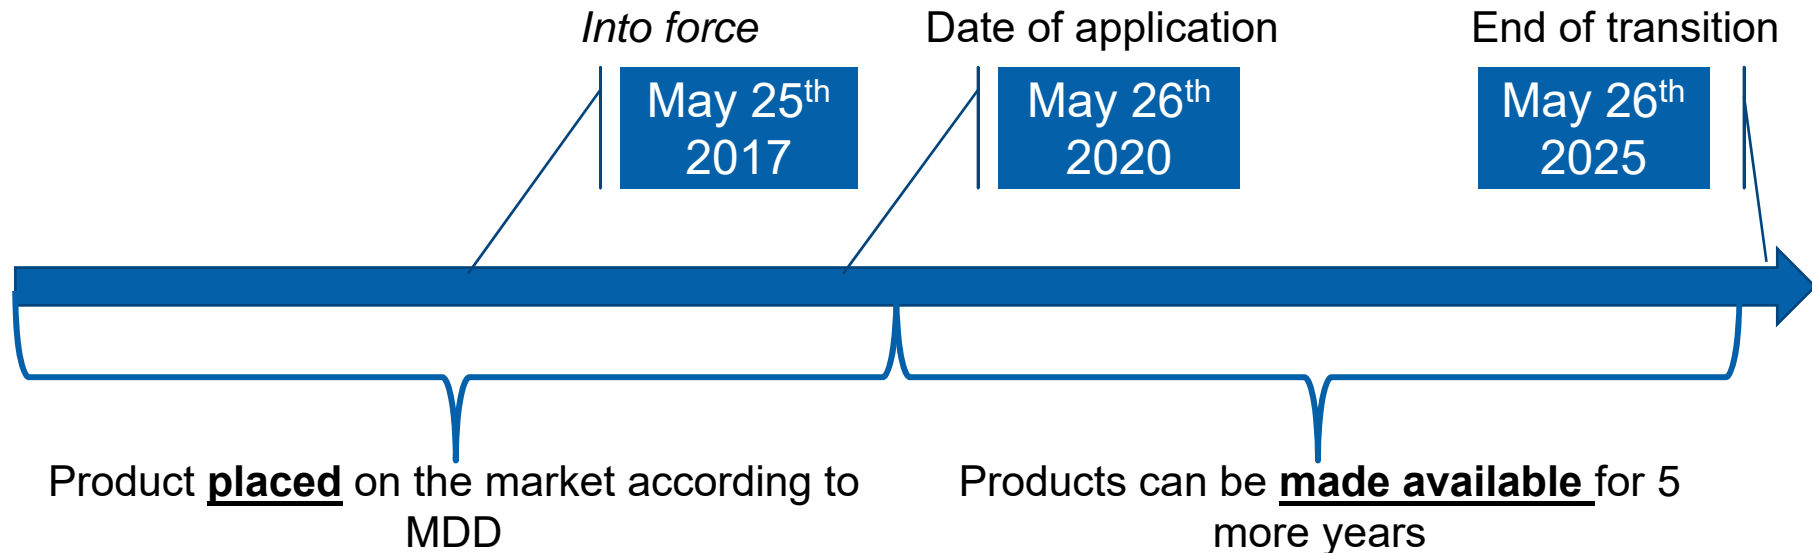 Into force
May 25th
2017
Date of application
May 26th
2020
End of transition
May 26th
2025
Product placed on the market according to
MDD
Products can be made available for 5
more years